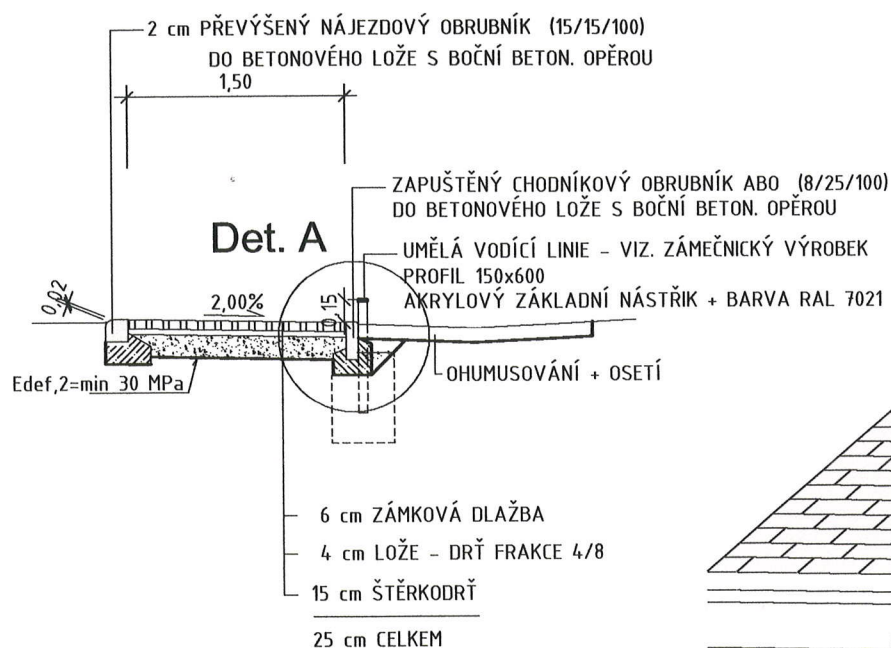 2 cm PŘEVÝŠENÝ NÁJEZDOVÝ OBRUBNÍK (15/15/100)
DO BETONOVÉHO LOŽE S BOČNÍ BETON. OPĚROU
1,50
ZAPUŠTĚNÝ CHODNÍKOVÝ OBRUBNÍK ABO (8/25/100)
DO BETONOVÉHO LOŽE S BOČNÍ BETON. OPĚROU
Det. A
UMĚLÁ VODÍCÍ LINIE - VIZ. ZÁMEČNICKÝ VÝROBEK
PROFIL 150x600
AKRYLOVÝ ZÁKLADNÍ NÁSTŘIK + BARVA RAL 7021
0,02
2,00%
0,15
Edef,2=min 30 MPa
OHUMUSOVÁNÍ + OSETÍ
6 cm ZÁMKOVÁ DLAŽBA
4 cm LOŽE - DRŤ FRAKCE 4/8
15 cm ŠTĚRKODRŤ
25 cm CELKEM